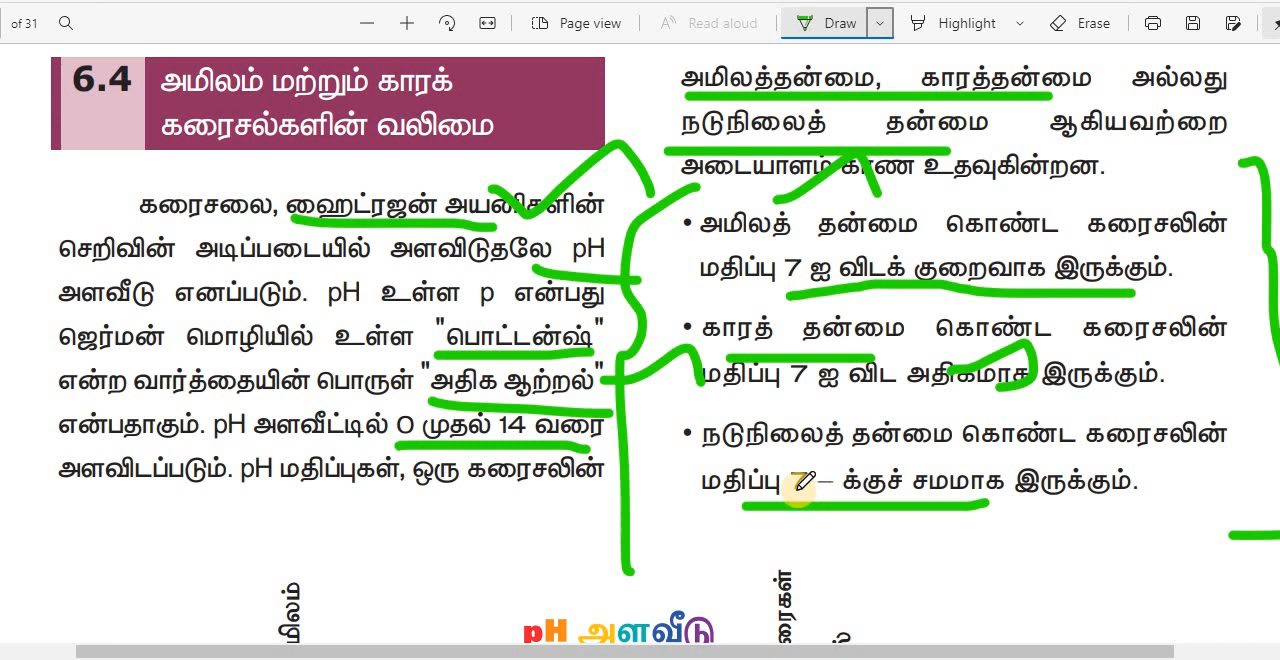 of 31
Page view
Read aloud
Draw
Highlight
Erase
6.4
அமிலம் மற்றும் காரக்
கரைசல்களின் வலிமை
கரைசலை, ஹைட்ரஜன் அயனிகளின்
செறிவின் அடிப்படையில் அளவிடுதலே pH
அளவீடு எனப்படும். pH உள்ள p என்பது
ஜெர்மன் மொழியில் உள்ள "பொட்டன்ஷ்"
என்ற வார்த்தையின் பொருள் "அதிக ஆற்றல்"
என்பதாகும். pH அளவீட்டில் 0 முதல் 14 வரை
அளவிடப்படும். pH மதிப்புகள், ஒரு கரைசலின்
அமிலத்தன்மை, காரத்தன்மை அல்லது
நடுநிலைத் தன்மை ஆகியவற்றை
அடையாளம் காண உதவுகின்றன.
• அமிலத் தன்மை கொண்ட கரைசலின்
மதிப்பு 7 ஐ விடக் குறைவாக இருக்கும்.
• காரத் தன்மை கொண்ட கரைசலின்
மதிப்பு 7 ஐ விட அதிகமாக இருக்கும்.
• நடுநிலைத் தன்மை கொண்ட கரைசலின்
மதிப்பு 7– க்குச் சமமாக இருக்கும்.
pH அளவீடு